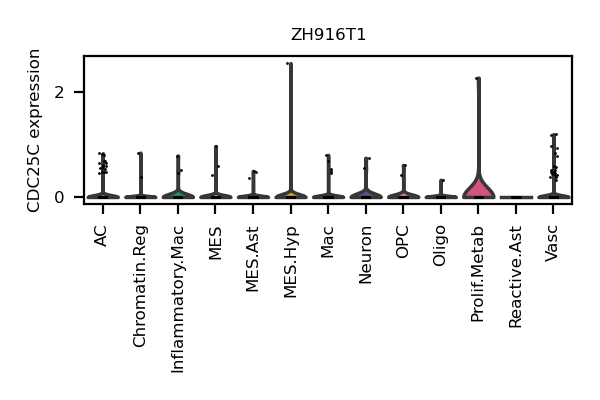 ZH916T1
CDC25C expression
2
0
AC
Chromatin.Reg
Inflammatory.Mac
MES
MES.Ast
MES.Hyp
Mac
Neuron
OPC
Oligo
Prolif.Metab
Reactive.Ast
Vasc